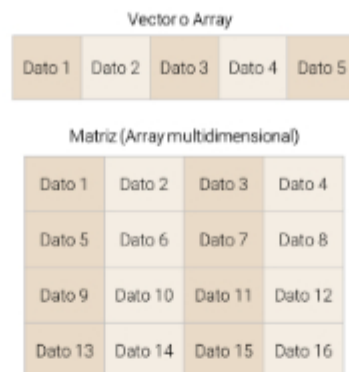 Vector o Array
Dato 1 Dato 2 Dato 3 Dato 4 Dato 5
Matriz (Array multidimensional)
Dato 1 Dato 2 Dato 3 Dato 4
Dato 5 Dato 6 Dato 7 Dato 8
Dato 9 Dato 10 Dato 11 Dato 12
Dato 13 Dato 14 Dato 15 Dato 16